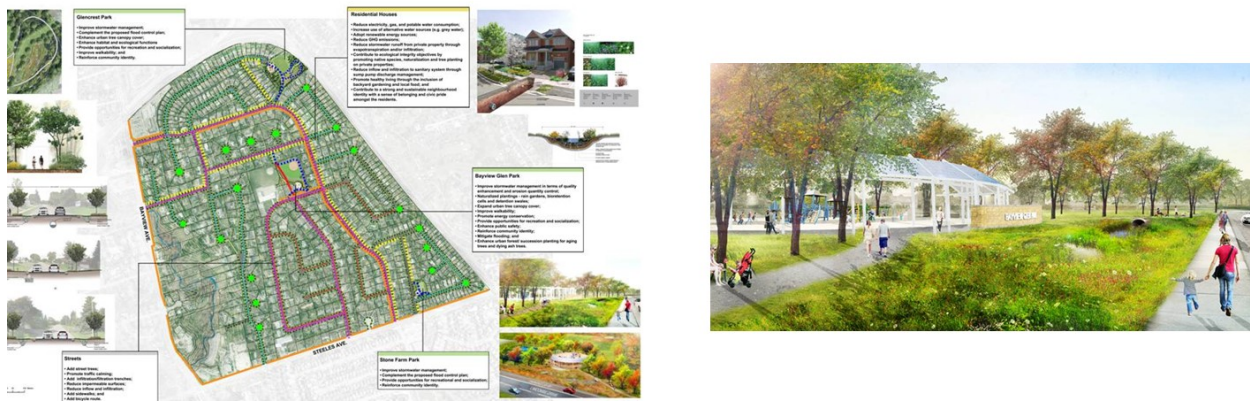 Glencrest Park
• Improve stormwater management;
• Complement the proposed flood control plan;
• Enhance urban tree canopy cover;
• Enhance habitat and ecological functions
• Provide opportunities for recreation and socialization;
• Improve walkability; and
• Reinforce community identity.
Residential Houses
• Reduce electricity, gas, and potable water consumption;
• Increase use of alternative water sources (e.g. grey water);
• Adopt renewable energy sources;
• Reduce GHG emissions;
• Reduce stormwater runoff from private property through
evapotranspiration and/or infiltration;
• Contribute to ecological integrity objectives by
promoting native species, naturalization and tree planting
on private properties;
• Reduce inflow and infiltration to sanitary system through
sump pump discharge management;
• Promote healthy living through the inclusion of
backyard gardening and local food; and
• Contribute to a strong and sustainable neighbourhood
identity with a sense of belonging and civic pride
amongst the residents.
Bayview Glen Park
• Improve stormwater management in terms of quality
enhancement and erosion quantity control;
• Naturalized plantings - rain gardens, bioretention
cells and detention swales;
• Expand urban tree canopy cover;
• Improve walkability;
• Promote energy conservation;
• Provide opportunities for recreation and socialization;
• Enhance public safety;
• Reinforce community identity;
• Mitigate flooding; and
• Enhance urban forest succession planting for aging
trees and dying ash trees.
BAYVIEW AVE.
STEELES AVE.
Streets
• Add street trees;
• Promote traffic calming;
• Add infiltration/filtration trenches;
• Reduce impermeable surfaces;
• Reduce inflow and infiltration;
• Add sidewalks; and
• Add bicycle route.
Stone Farm Park
• Improve stormwater management;
• Complement the proposed flood control plan;
• Provide opportunities for recreational and socialization;
• Reinforce community identity.